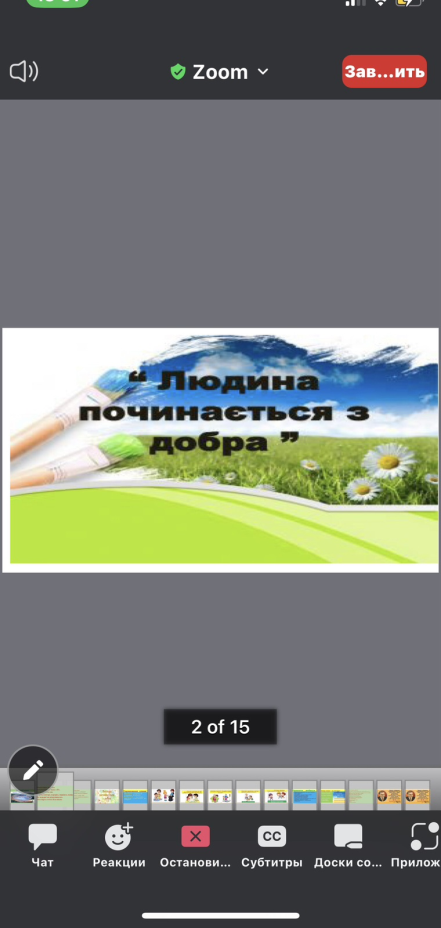 Zoom
Зав...ить
“ Людина
починається з
добра ”
2 of 15
CC
Чат
Реакции
Останови...
Субтитры
Доски со...
Прилож